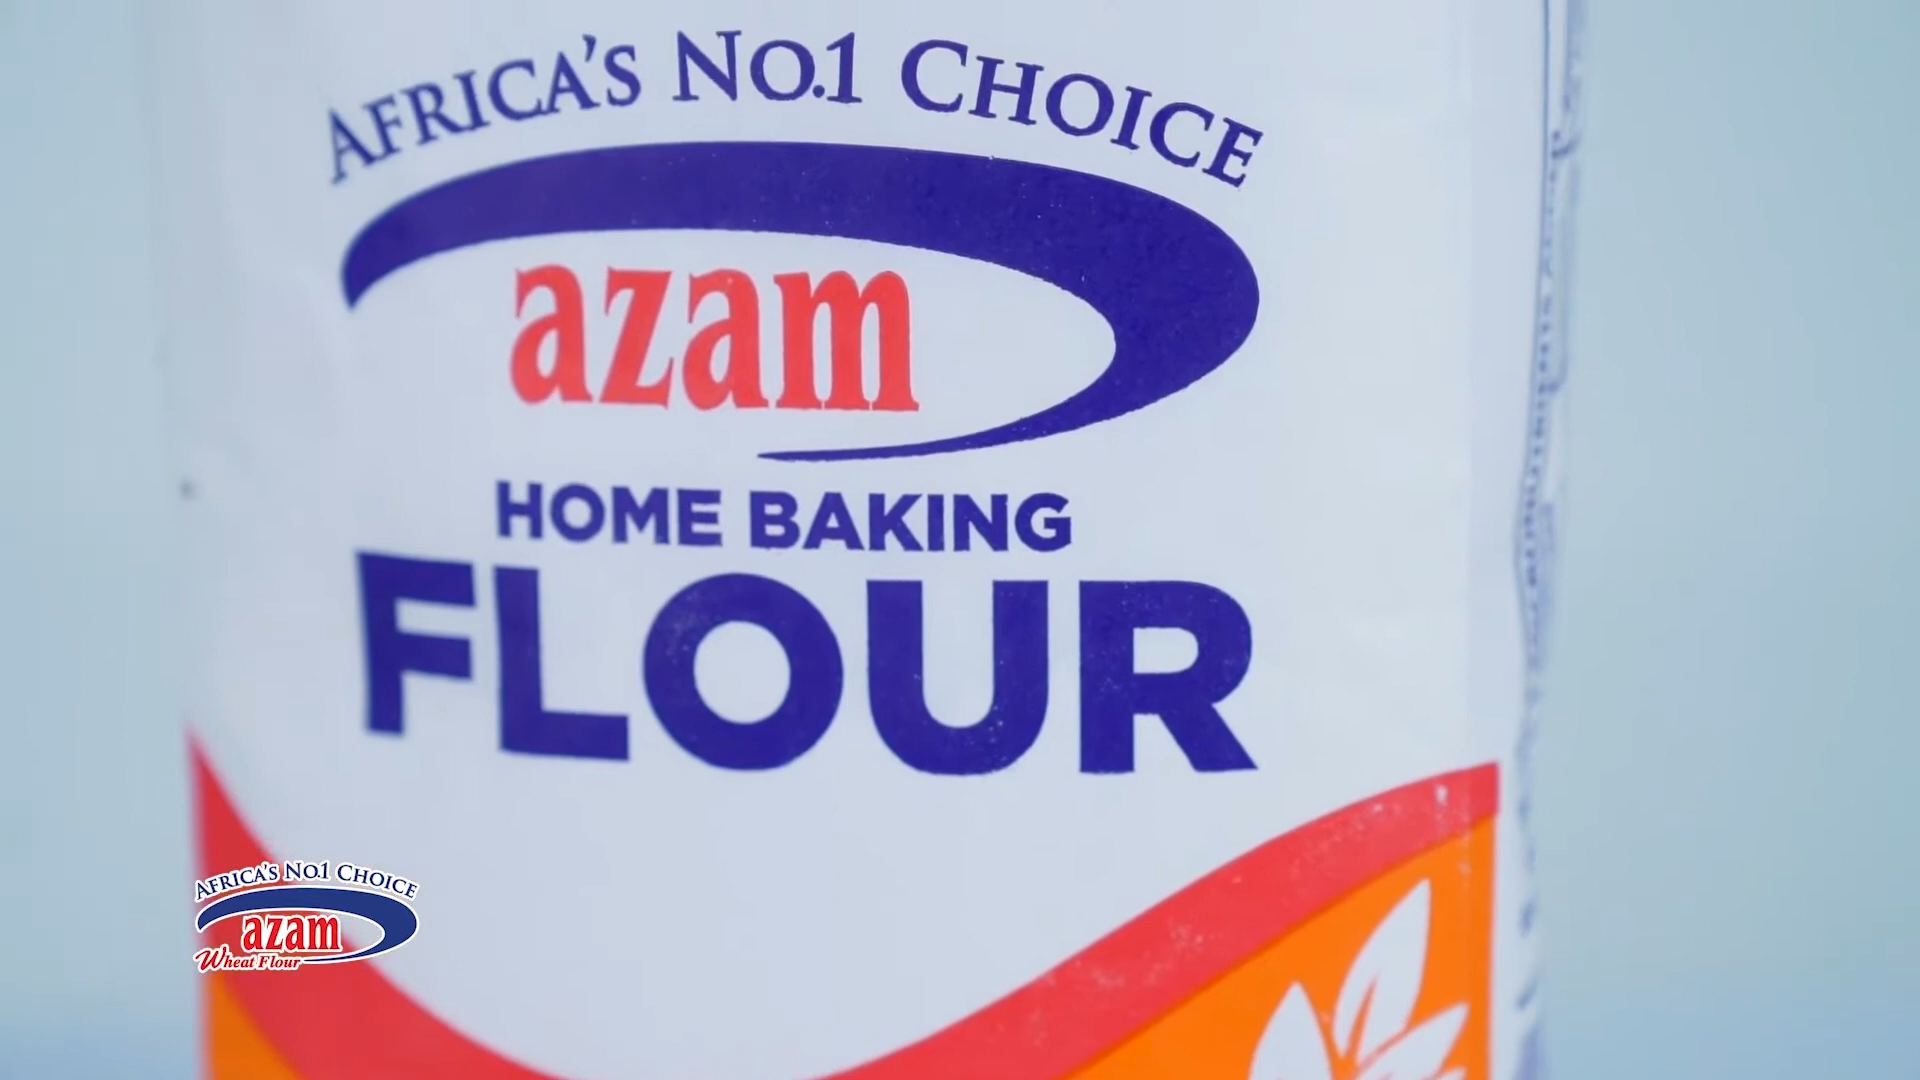 AFRICA'S NO.1 CHOICE
azam
HOME BAKING
FLOUR
AFRICA'S NO.1 CHOICE
azam
Wheat Flour